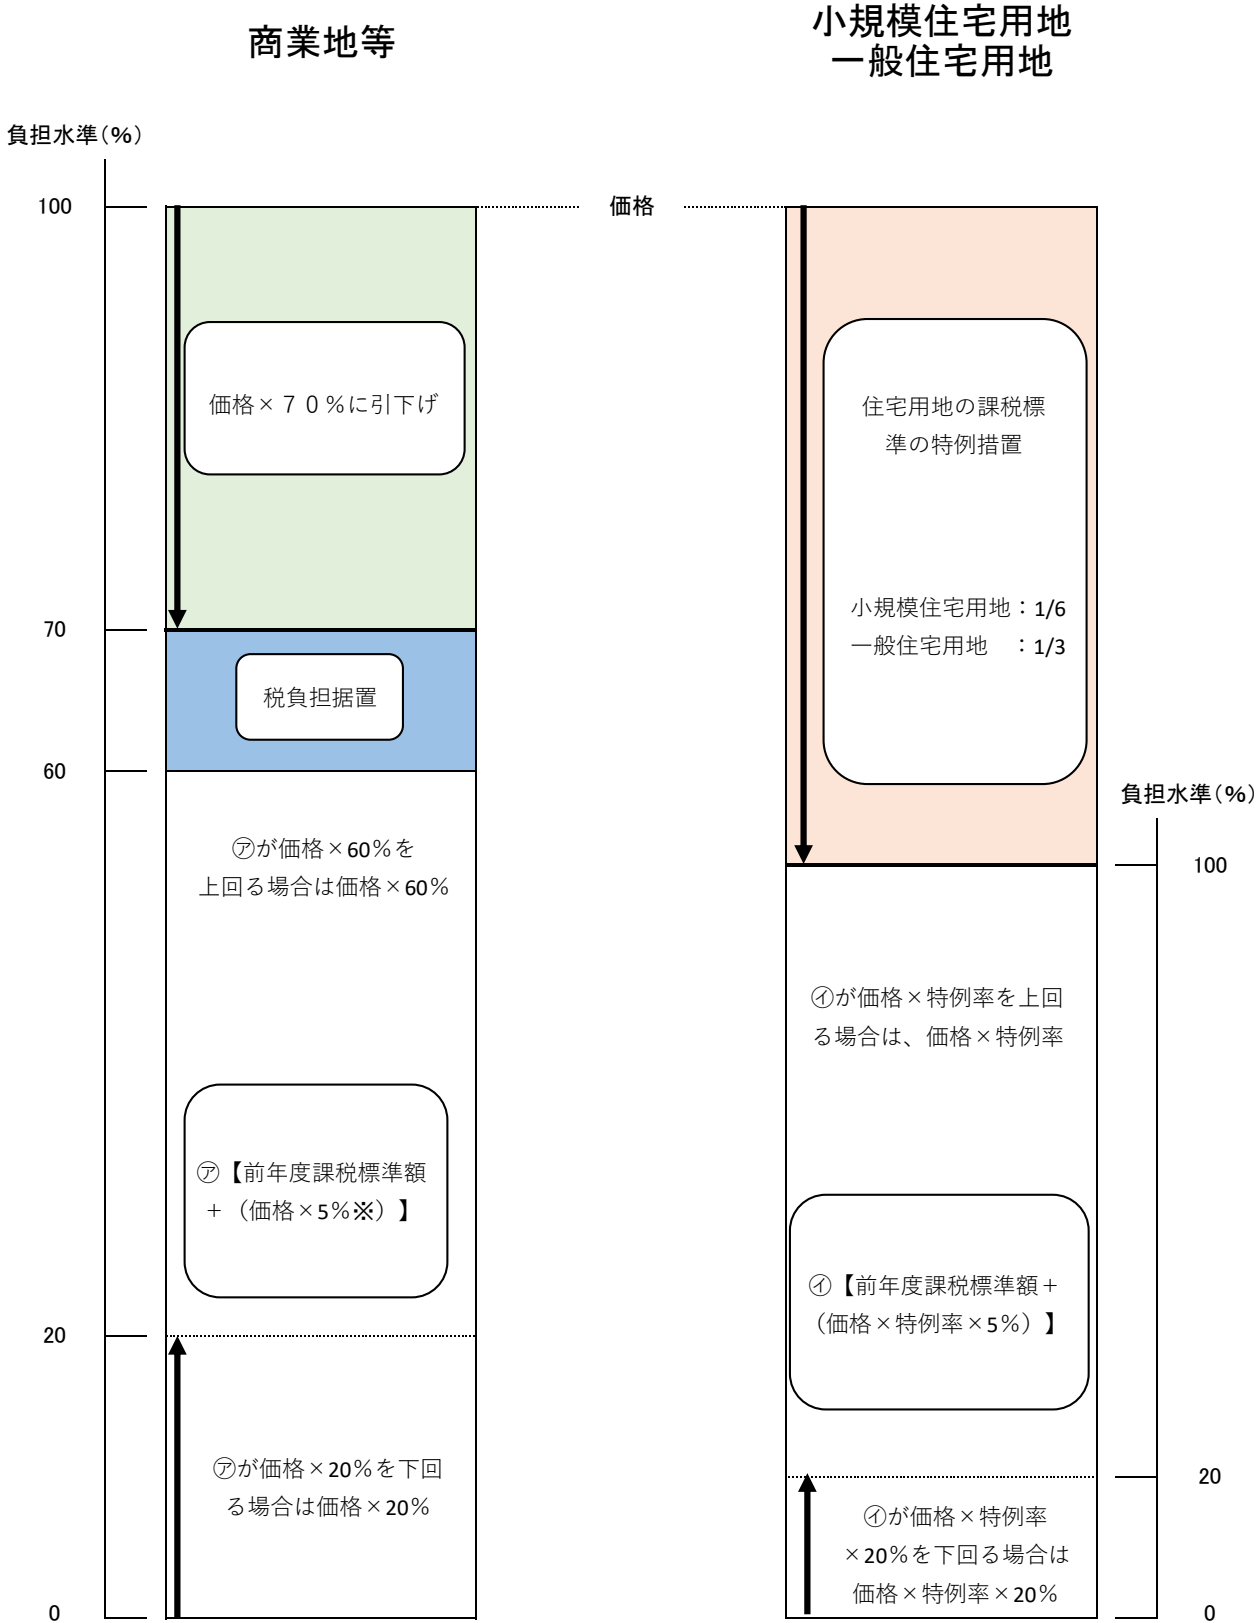 商業地等
小規模住宅用地
一般住宅用地
負担水準(%)
100
価格
価格×70%に引下げ
住宅用地の課税標
準の特例措置
小規模住宅用地：1/6
一般住宅用地　：1/3
70
税負担据置
60
負担水準(%)
㋐が価格×60%を
上回る場合は価格×60%
100
㋑が価格×特例率を上回
る場合は、価格×特例率
㋐【前年度課税標準額
＋（価格×5%※）】
㋑【前年度課税標準額＋
（価格×特例率×5%）】
20
㋐が価格×20%を下回
る場合は価格×20%
20
㋑が価格×特例率
×20%を下回る場合は
価格×特例率×20%
0
0